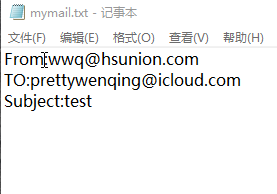 mymail.txt - 记事本
文件(F) 编辑(E) 格式(O) 查看(V) 帮助(H)
From:wwq@hsunion.com
TO:prettywenqing@icloud.com
Subject:test